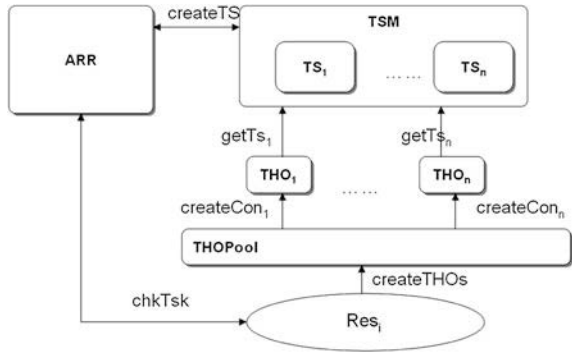 createTS
TSM
ARR
TS₁
... ...
TSₙ
getTs₁
getTsₙ
THO₁
... ...
THOₙ
createCon₁
createConₙ
THOPool
createTHOs
chkTsk
Resᵢ